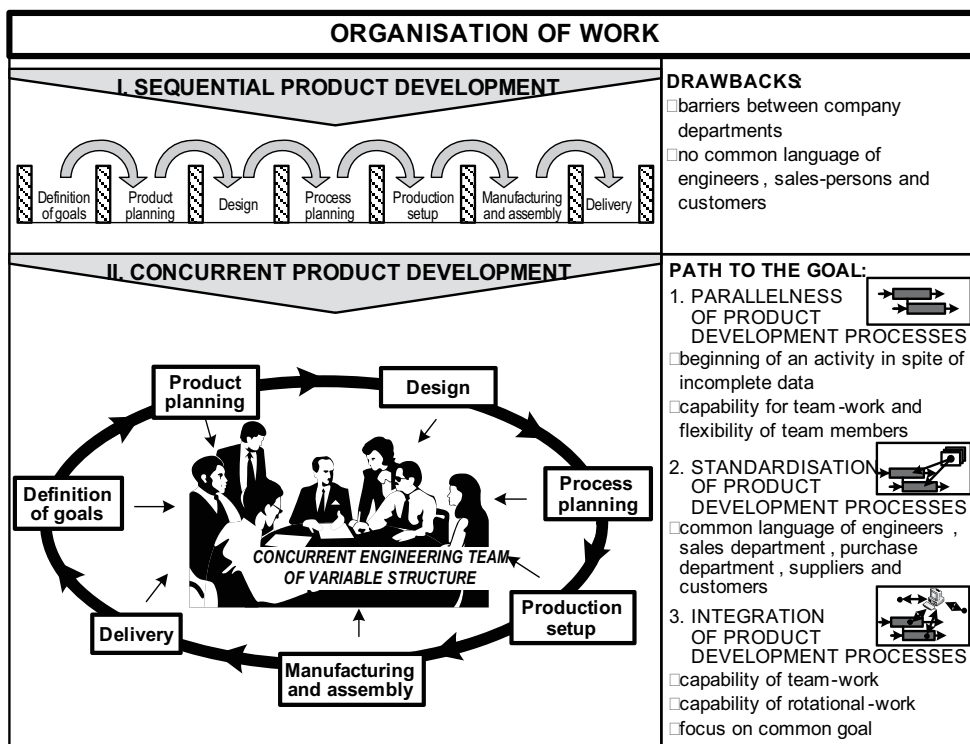 ORGANISATION OF WORK
I. SEQUENTIAL PRODUCT DEVELOPMENT
Definition
of goals
Product
planning
Design
Process
planning
Production
setup
Manufacturing
and assembly
Delivery
DRAWBACKS:
□barriers between company
departments
□no common language of
engineers , sales-persons and
customers
II. CONCURRENT PRODUCT DEVELOPMENT
Product
planning
Design
Definition
of goals
Process
planning
CONCURRENT ENGINEERING TEAM
OF VARIABLE STRUCTURE
Production
setup
Delivery
Manufacturing
and assembly
PATH TO THE GOAL:
1. PARALLELNESS
OF PRODUCT
DEVELOPMENT PROCESSES
□beginning of an activity in spite of
incomplete data
□capability for team-work and
flexibility of team members
2. STANDARDISATION
OF PRODUCT
DEVELOPMENT PROCESSES
□common language of engineers ,
sales department , purchase
department , suppliers and
customers
3. INTEGRATION
OF PRODUCT
DEVELOPMENT PROCESSES
□capability of team-work
□capability of rotational-work
□focus on common goal